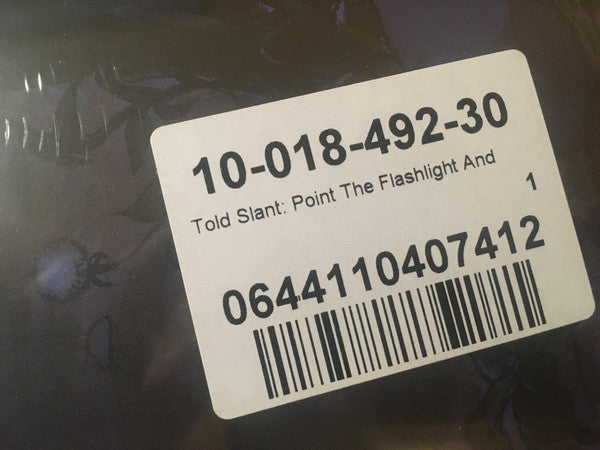 10-018-492-30
Told Slant: Point The Flashlight And
1
0644110407412